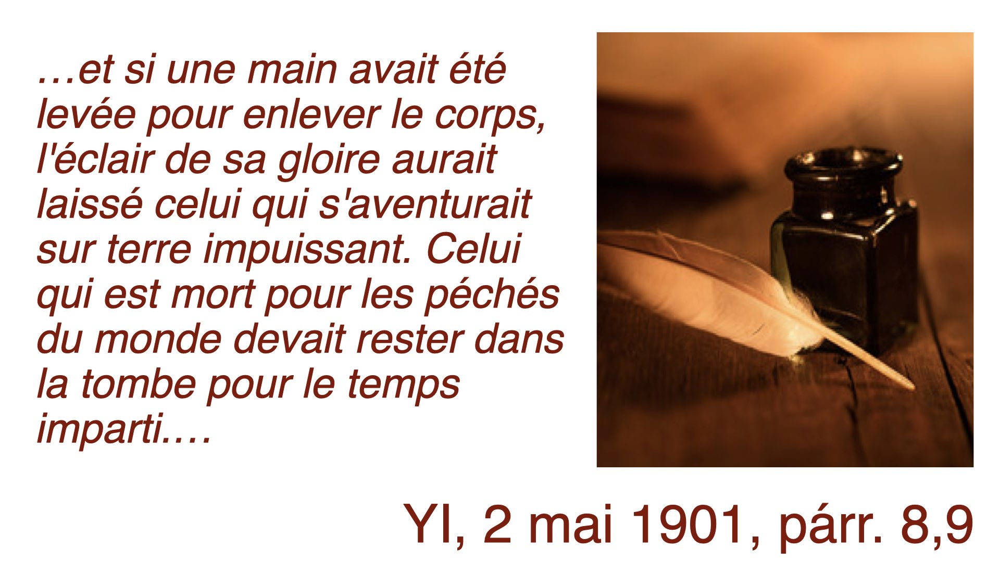 …et si une main avait été
levée pour enlever le corps,
l'éclair de sa gloire aurait
laissé celui qui s'aventurait
sur terre impuissant. Celui
qui est mort pour les péchés
du monde devait rester dans
la tombe pour le temps
imparti.…
YI, 2 mai 1901, párr. 8,9